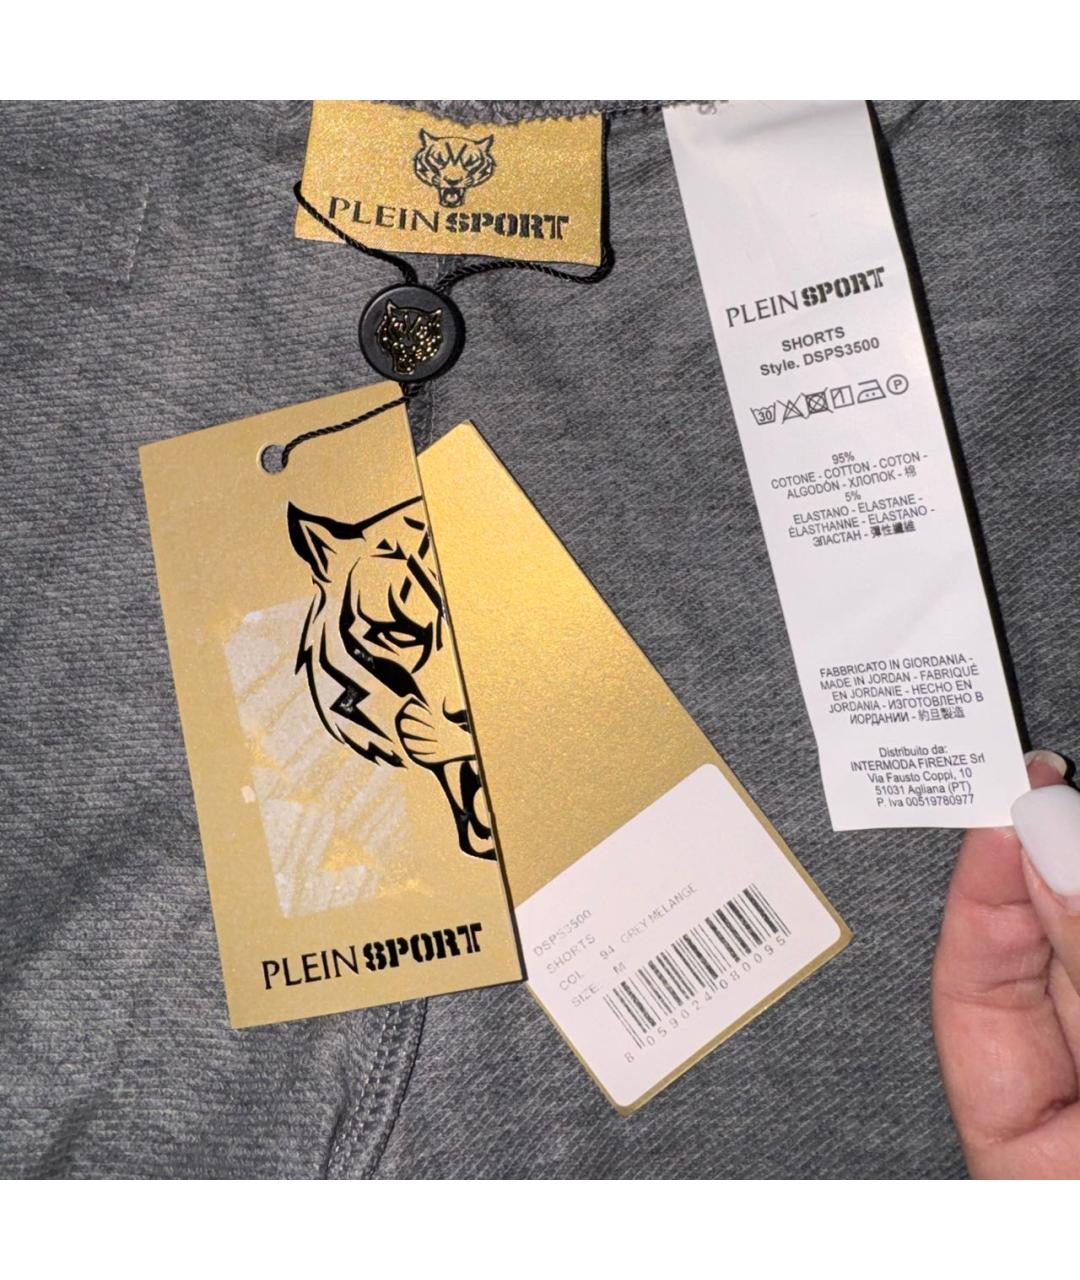 PLEIN SPORT
PLEIN SPORT
SHORTS
Style. DSPS3500
30
P
95%
COTONE - COTTON - COTON -
ALGODÓN - ХЛОПОК - 棉
5%
ELASTANO - ELASTANE -
ÉLASTHANNE - ELASTANO -
ЭЛАСТАН - 弹性纖維
FABBRICATO IN GIORDANIA -
MADE IN JORDAN - FABRIQUÉ
EN JORDANIE - HECHO EN
JORDANIA - ИЗГОТОВЛЕНО В
ИОРДАНИИ - 約旦製造
Distribuito da:
INTERMODA FIRENZE Srl
Via Fausto Coppi, 10
51031 Agliana (PT)
P. Iva 00519780977
PLEIN SPORT
DSPS3500
SHORTS
COL. 94 GREY MELANGE
SIZE: M
8 059024 080095